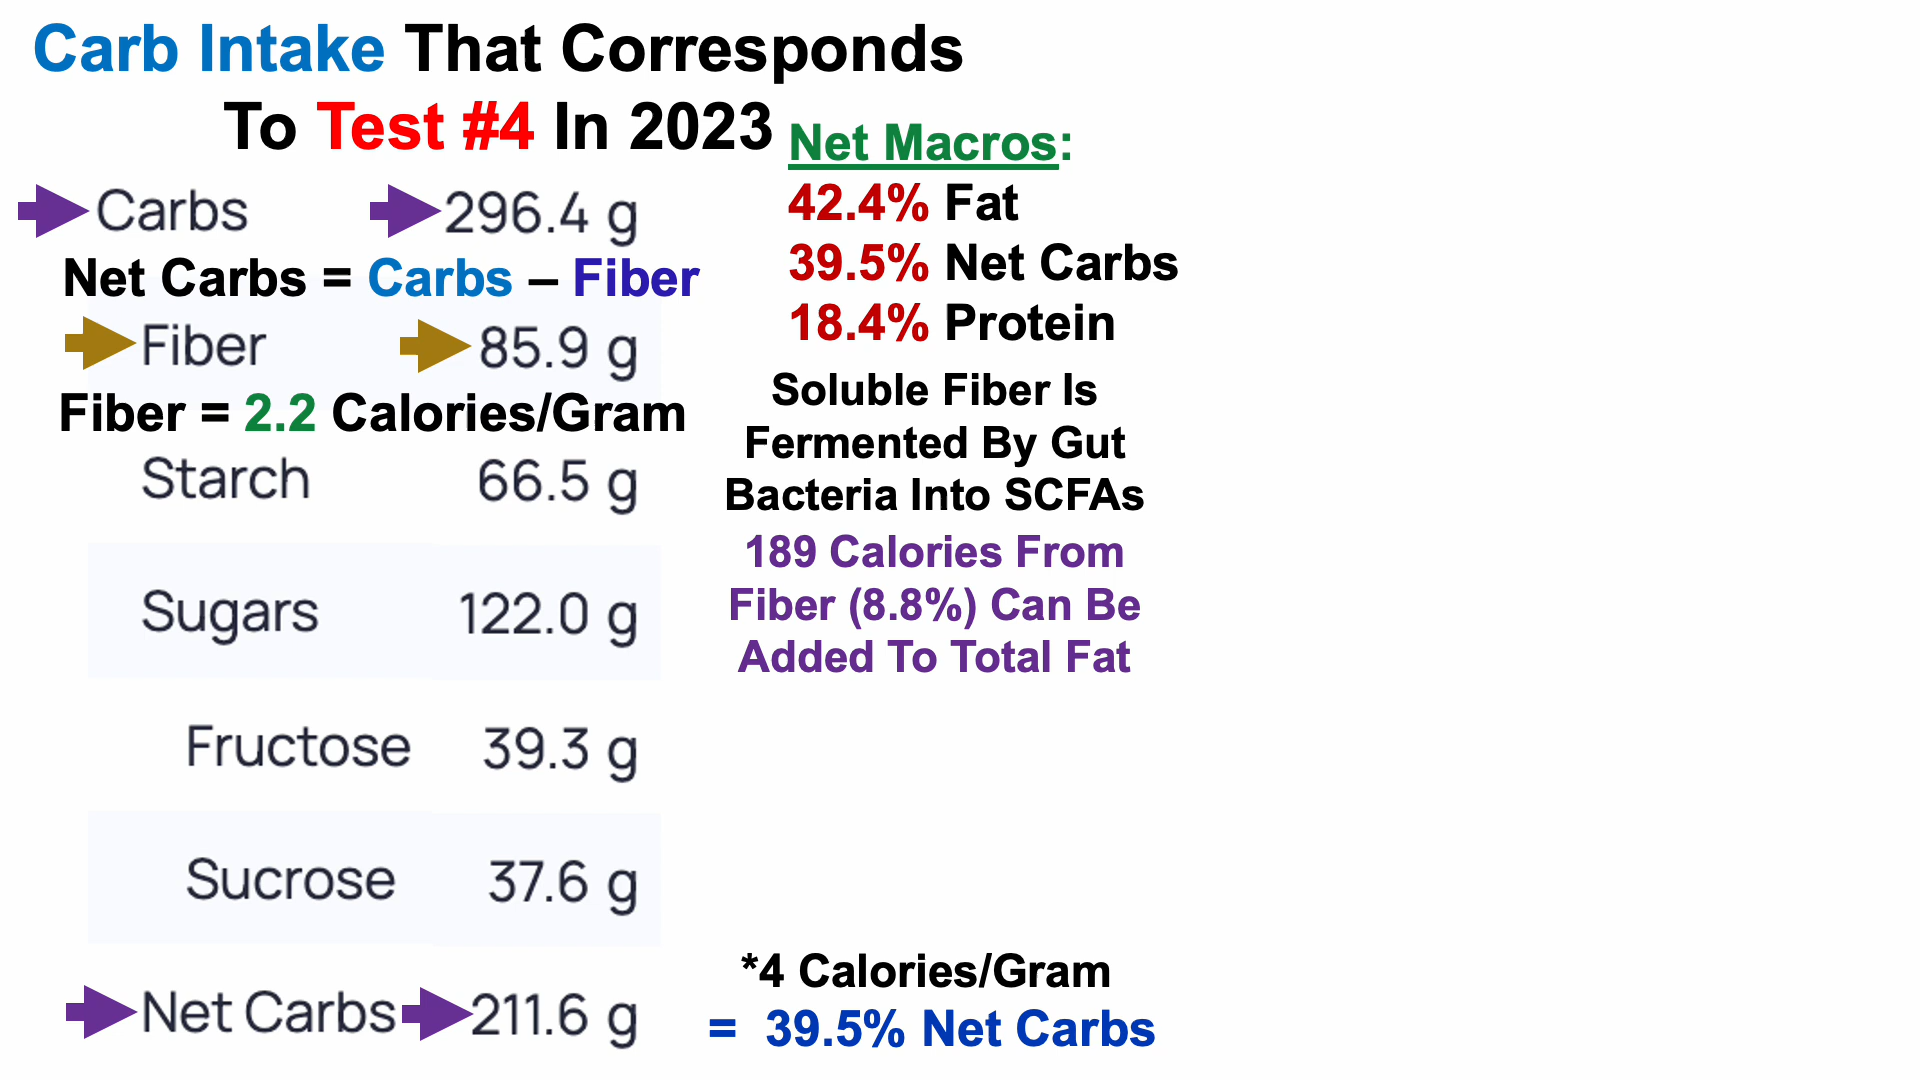 Carb Intake That Corresponds
To Test #4 In 2023
Carbs 296.4 g
Net Carbs = Carbs – Fiber
Fiber 85.9 g
Fiber = 2.2 Calories/Gram
Starch 66.5 g
Sugars 122.0 g
Fructose 39.3 g
Sucrose 37.6 g
Net Carbs 211.6 g
Net Macros:
42.4% Fat
39.5% Net Carbs
18.4% Protein
Soluble Fiber Is
Fermented By Gut
Bacteria Into SCFAs
189 Calories From
Fiber (8.8%) Can Be
Added To Total Fat
*4 Calories/Gram
= 39.5% Net Carbs